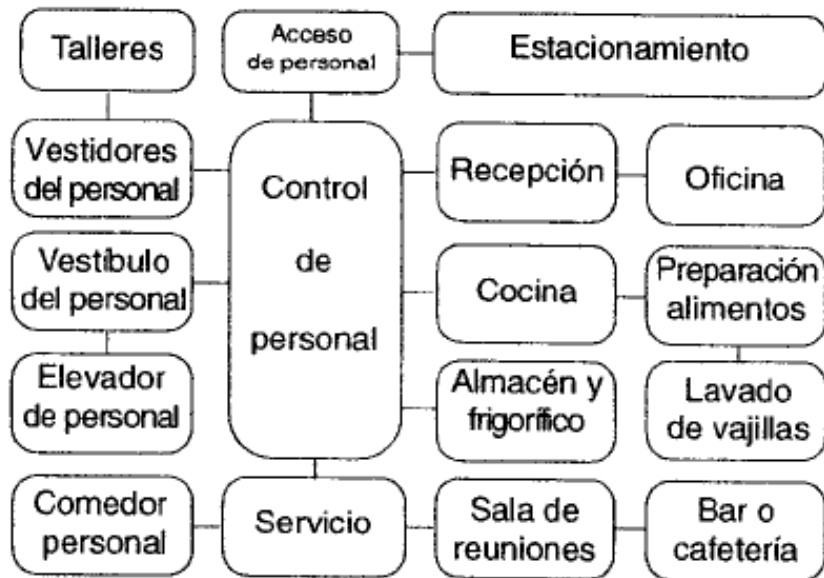 Talleres
Acceso
de personal
Estacionamiento
Vestidores
del personal
Control
de
personal
Recepción
Oficina
Vestíbulo
del personal
Cocina
Preparación
alimentos
Elevador
de personal
Almacén y
frigorífico
Lavado
de vajillas
Comedor
personal
Servicio
Sala de
reuniones
Bar o
cafetería